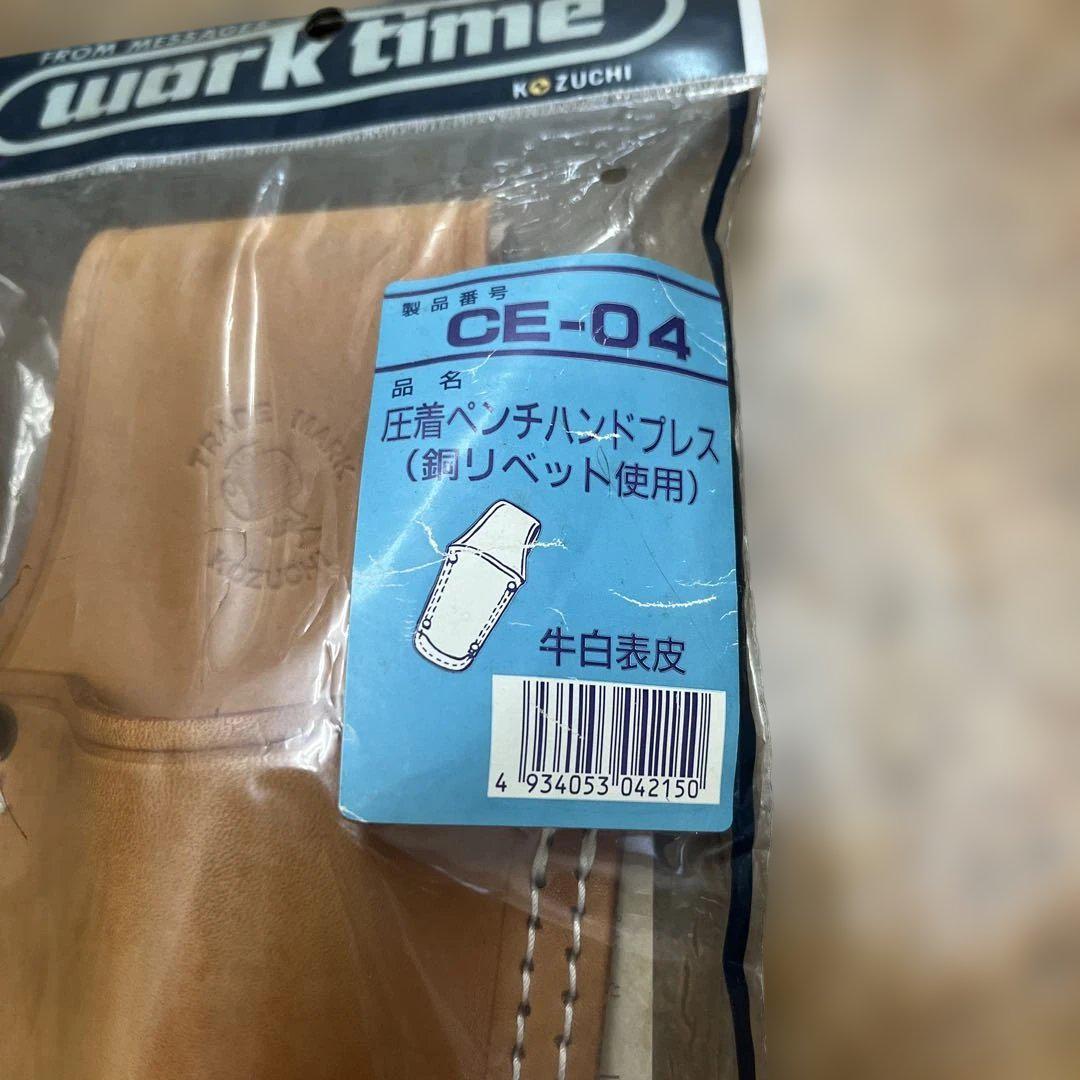 FROM MESSAGE
work time
KOZUCHI
製品番号
CE-04
品名
圧着ペンチハンドプレス
（銅リベット使用）
牛白表皮
4 934053 042150
TRADE MARK
KOZUCHI